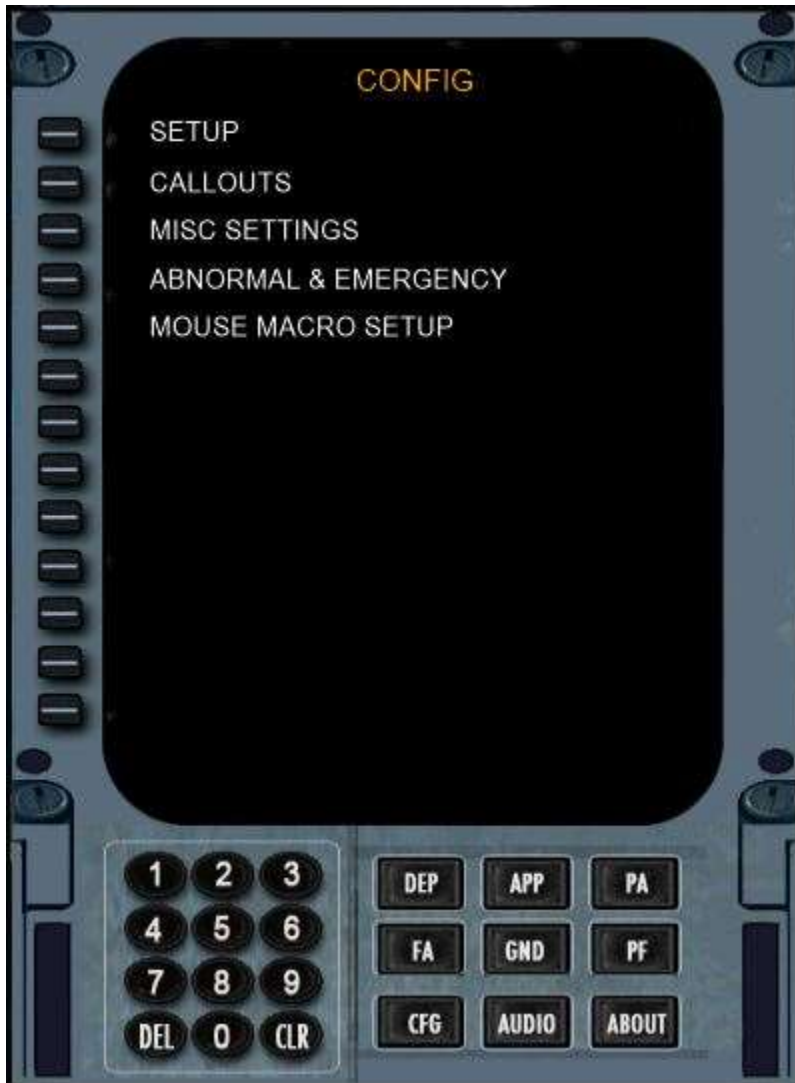 CONFIG
SETUP
CALLOUTS
MISC SETTINGS
ABNORMAL & EMERGENCY
MOUSE MACRO SETUP
1 2 3 DEP APP PA
4 5 6 FA GND PF
7 8 9
DEL 0 CLR CFG AUDIO ABOUT